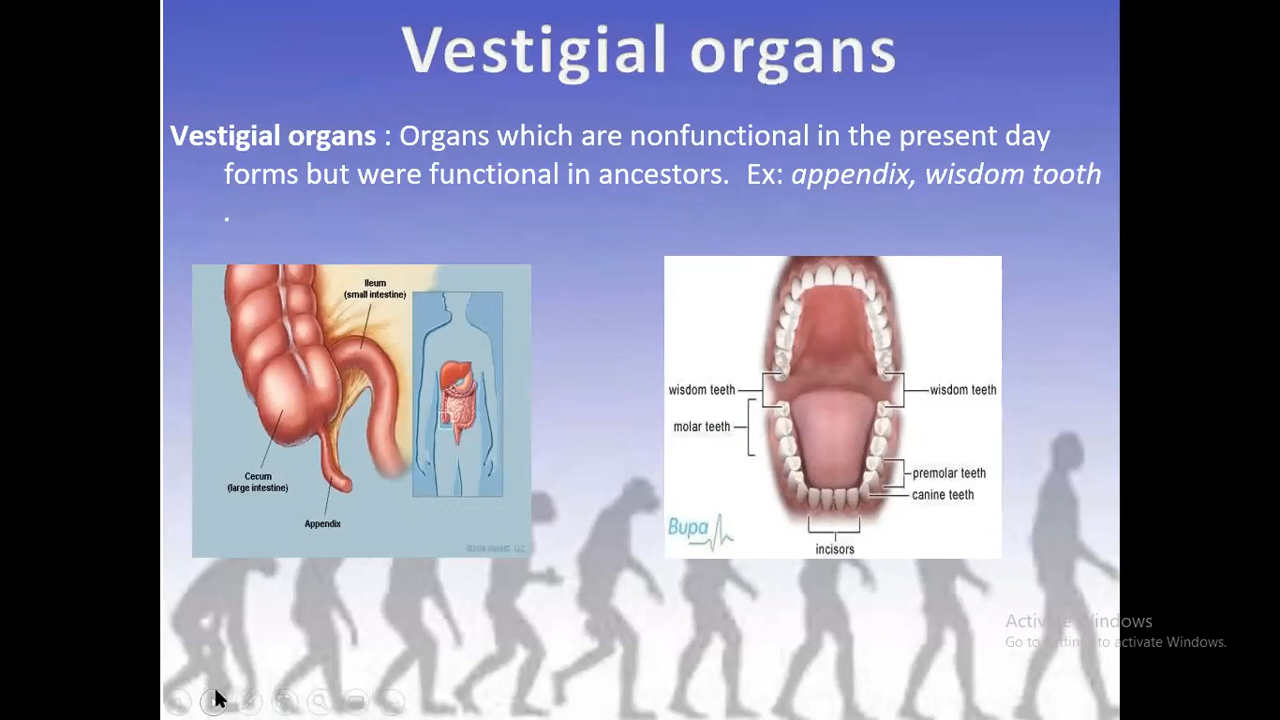 Vestigial organs
Vestigial organs : Organs which are nonfunctional in the present day
forms but were functional in ancestors. Ex: appendix, wisdom tooth
.
Ileum
(small intestine)
Cecum
(large intestine)
Appendix
wisdom teeth
wisdom teeth
molar teeth
premolar teeth
canine teeth
Bupa
incisors
Activate Windows
Go to Settings to activate Windows.